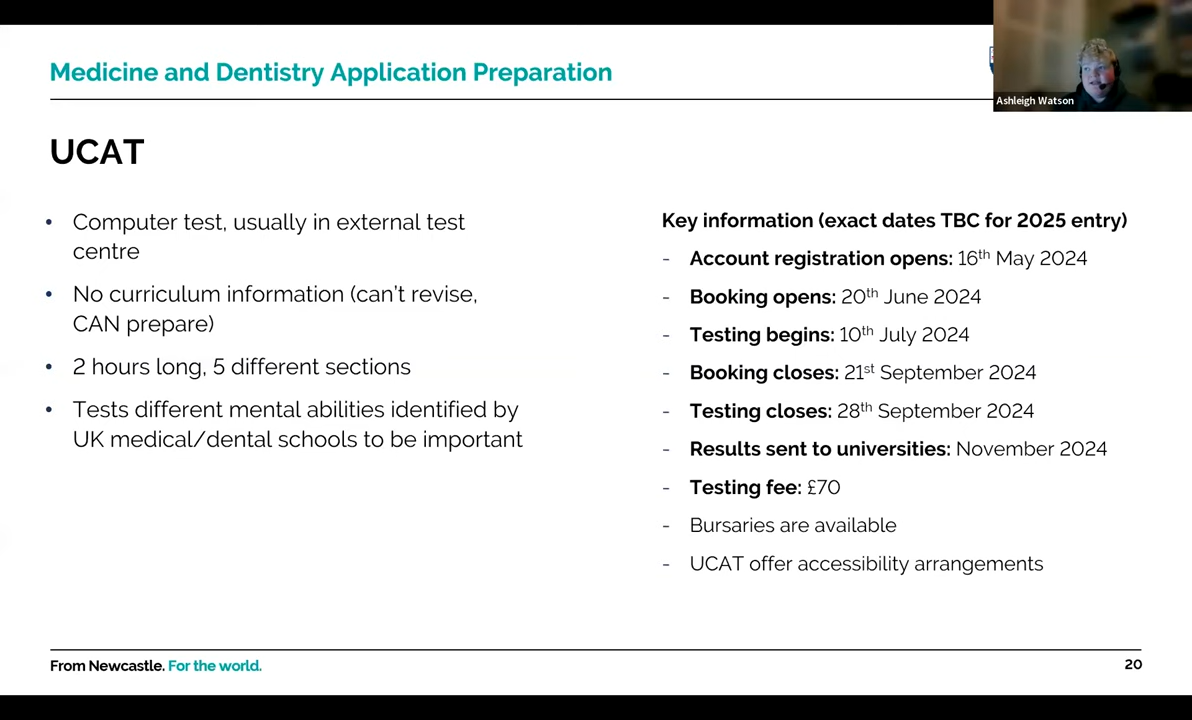 Medicine and Dentistry Application Preparation
Ashleigh Watson
UCAT
• Computer test, usually in external test
centre
• No curriculum information (can't revise,
CAN prepare)
• 2 hours long, 5 different sections
• Tests different mental abilities identified by
UK medical/dental schools to be important
Key information (exact dates TBC for 2025 entry)
- Account registration opens: 16th May 2024
- Booking opens: 20th June 2024
- Testing begins: 10th July 2024
- Booking closes: 21st September 2024
- Testing closes: 28th September 2024
- Results sent to universities: November 2024
- Testing fee: £70
- Bursaries are available
- UCAT offer accessibility arrangements
From Newcastle. For the world.
20